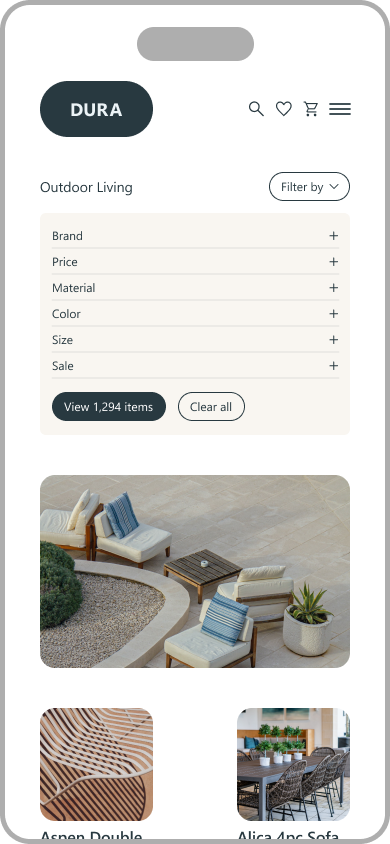 DURA
Outdoor Living
Filter by
Brand
Price
Material
Color
Size
Sale
View 1,294 items
Clear all
Aspen Double
Alica 4pc Sofa